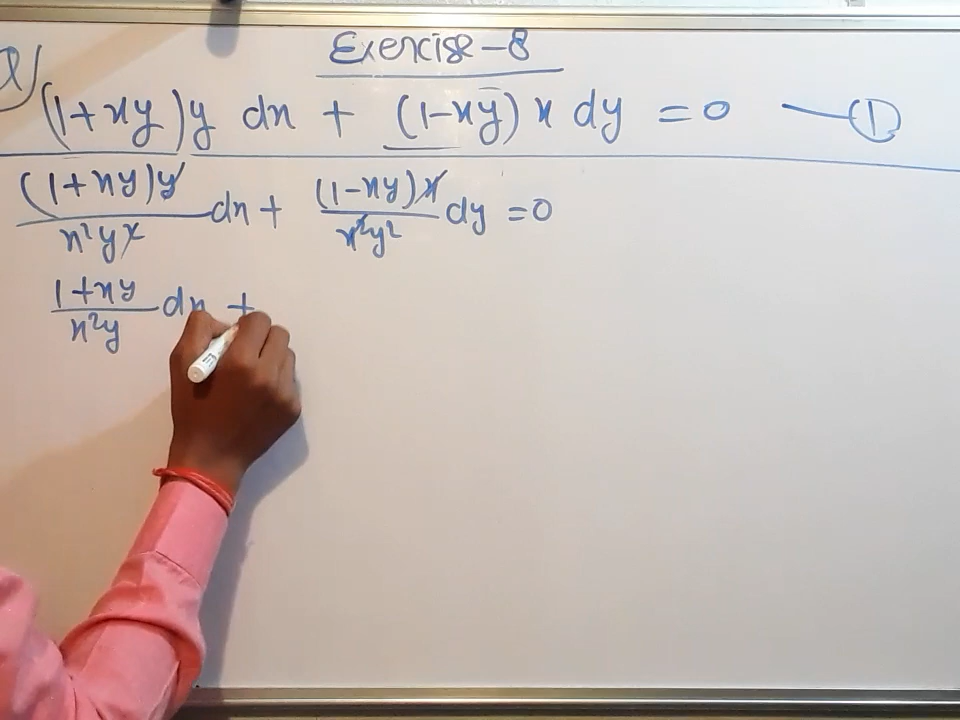 Exercise-8
Q/ (1+xy)y dx + (1-xy) x dy = 0 —①
(1+xy)y/x²y² dx + (1-xy)x/x²y² dy = 0
1+xy/x²y dx +